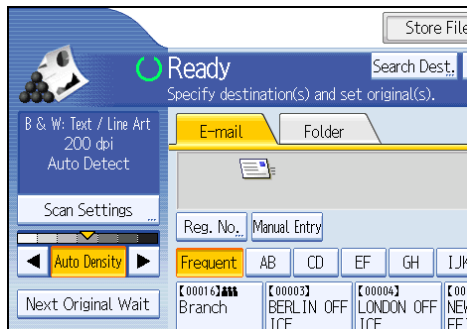 Store File
Ready
Search Dest.
Specify destination(s) and set original(s).
B & W: Text / Line Art
200 dpi
Auto Detect
E-mail
Folder
Scan Settings
Reg. No.
Manual Entry
Auto Density
Frequent
AB
CD
EF
GH
IJK
Next Original Wait
[00016]
Branch
[00003]
BERLIN OFF
ICE
[00004]
LONDON OFF
ICE
[00